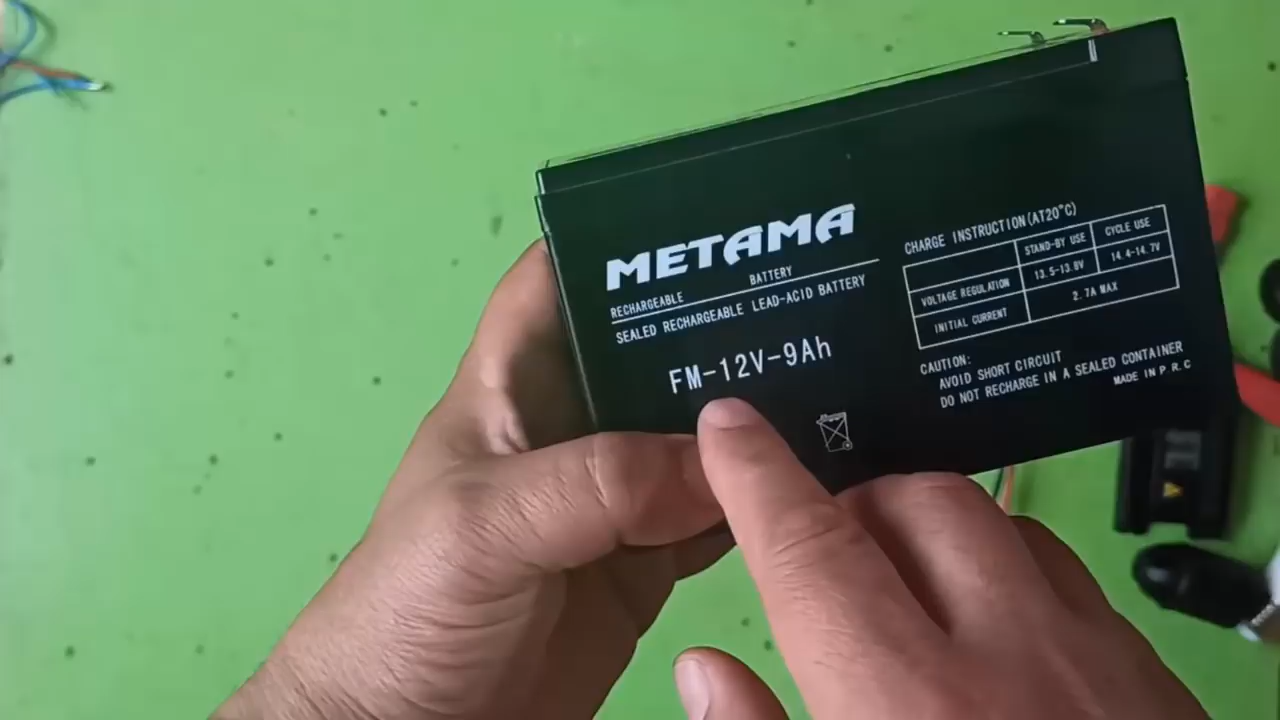 METAMA
RECHARGEABLE BATTERY
SEALED RECHARGEABLE LEAD-ACID BATTERY
FM-12V-9Ah
CHARGE INSTRUCTION(AT20°C)
STAND-BY USE CYCLE USE
VOLTAGE REGULATION 13.5-13.8V 14.4-14.7V
INITIAL CURRENT 2.7A MAX
CAUTION:
AVOID SHORT CIRCUIT
DO NOT RECHARGE IN A SEALED CONTAINER
MADE IN P.R.C